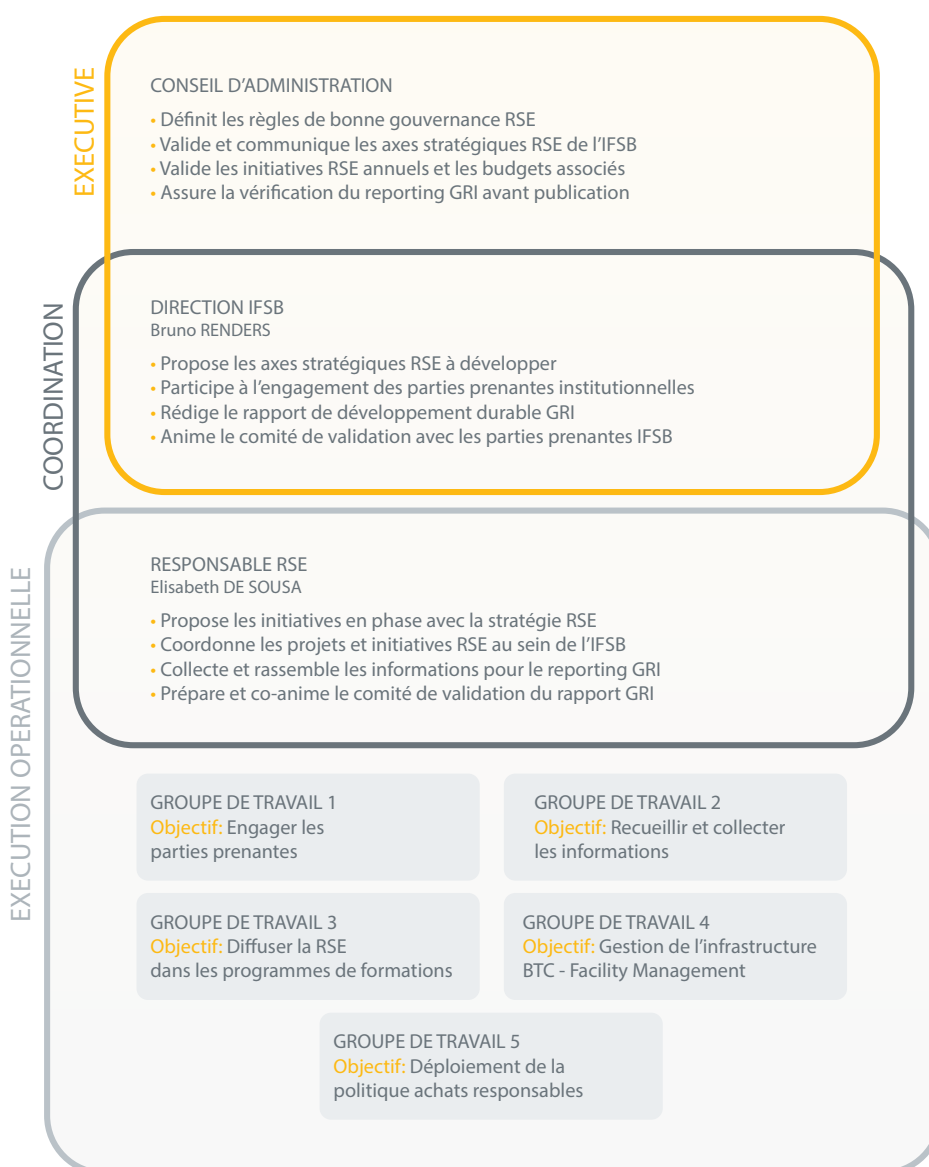 EXECUTIVE
CONSEIL D’ADMINISTRATION
• Définit les règles de bonne gouvernance RSE
• Valide et communique les axes stratégiques RSE de l’IFSB
• Valide les initiatives RSE annuels et les budgets associés
• Assure la vérification du reporting GRI avant publication
COORDINATION
DIRECTION IFSB
Bruno RENDERS
• Propose les axes stratégiques RSE à développer
• Participe à l’engagement des parties prenantes institutionnelles
• Rédige le rapport de développement durable GRI
• Anime le comité de validation avec les parties prenantes IFSB
EXECUTION OPERATIONNELLE
RESPONSABLE RSE
Elisabeth DE SOUSA
• Propose les initiatives en phase avec la stratégie RSE
• Coordonne les projets et initiatives RSE au sein de l’IFSB
• Collecte et rassemble les informations pour le reporting GRI
• Prépare et co-anime le comité de validation du rapport GRI
GROUPE DE TRAVAIL 1
Objectif: Engager les
parties prenantes
GROUPE DE TRAVAIL 2
Objectif: Recueillir et collecter
les informations
GROUPE DE TRAVAIL 3
Objectif: Diffuser la RSE
dans les programmes de formations
GROUPE DE TRAVAIL 4
Objectif: Gestion de l’infrastructure
BTC - Facility Management
GROUPE DE TRAVAIL 5
Objectif: Déploiement de la
politique achats responsables